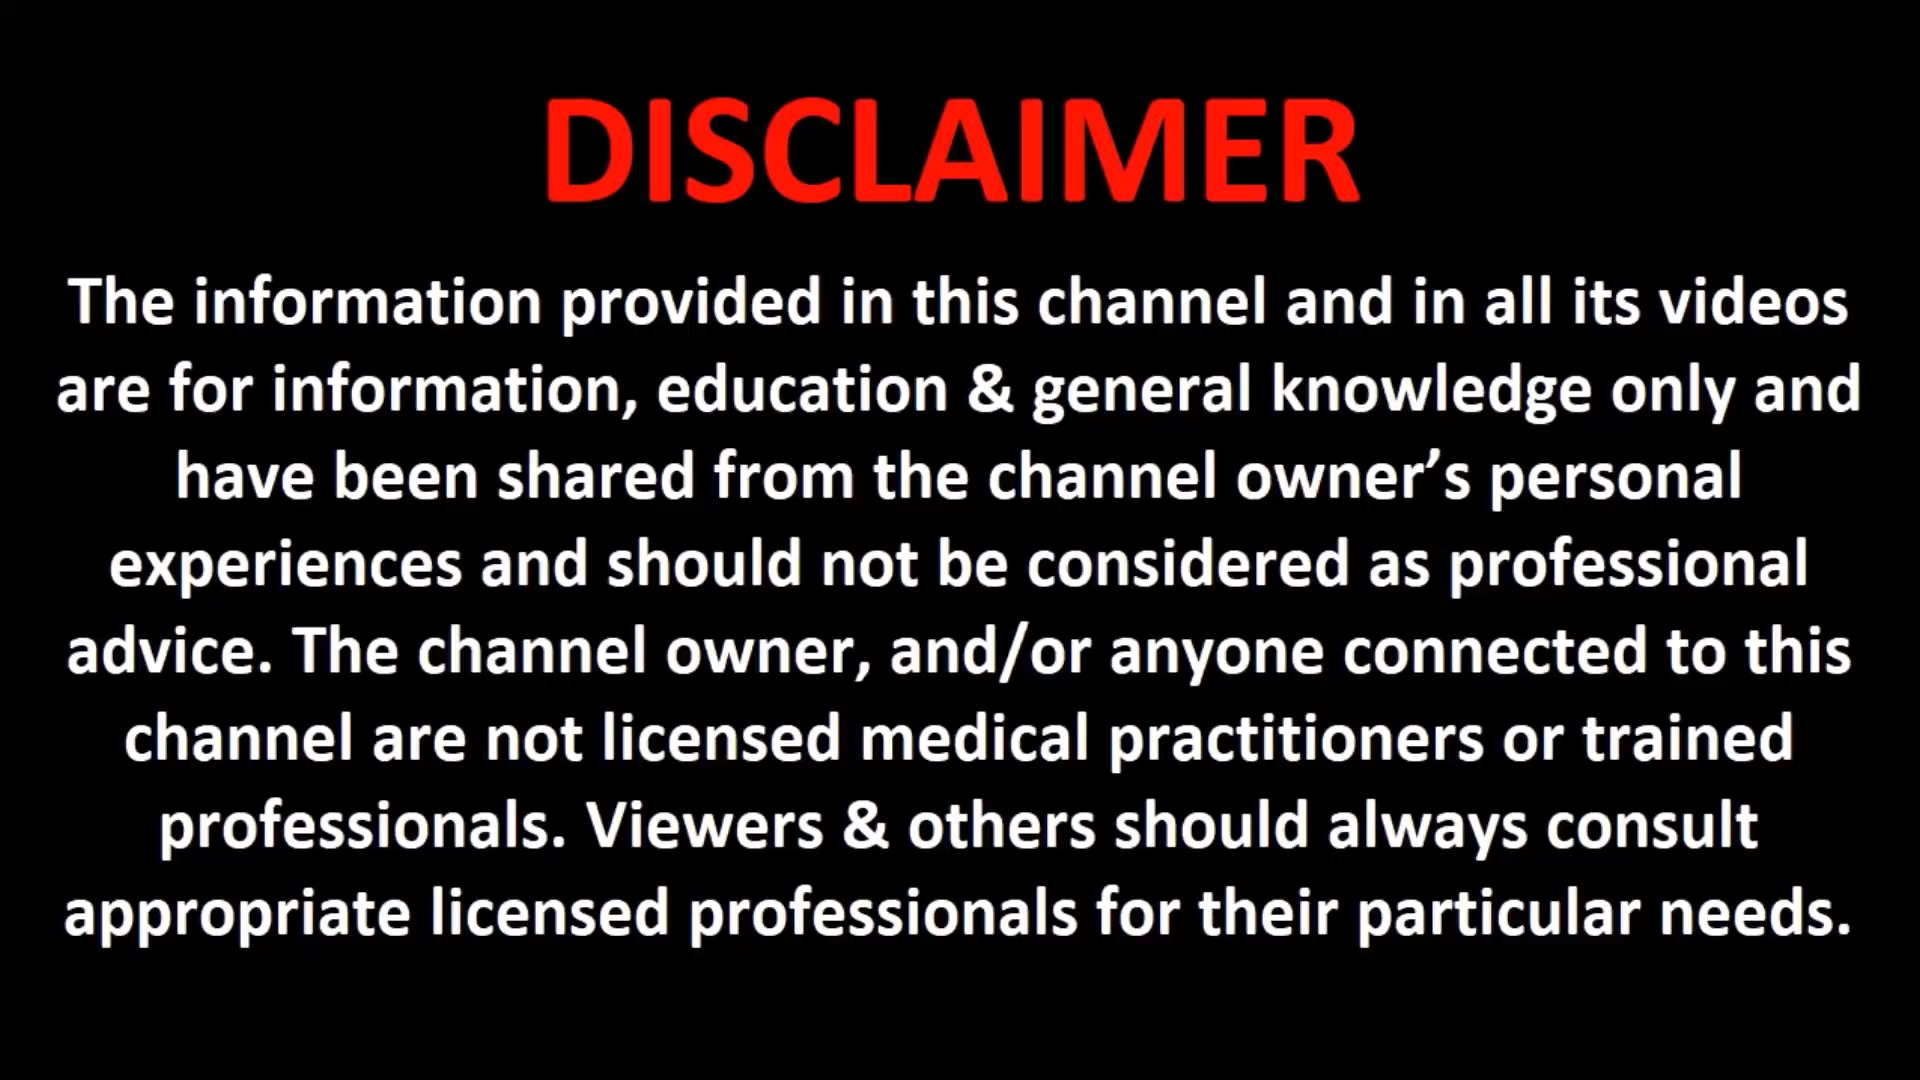 DISCLAIMER
The information provided in this channel and in all its videos
are for information, education & general knowledge only and
have been shared from the channel owner’s personal
experiences and should not be considered as professional
advice. The channel owner, and/or anyone connected to this
channel are not licensed medical practitioners or trained
professionals. Viewers & others should always consult
appropriate licensed professionals for their particular needs.